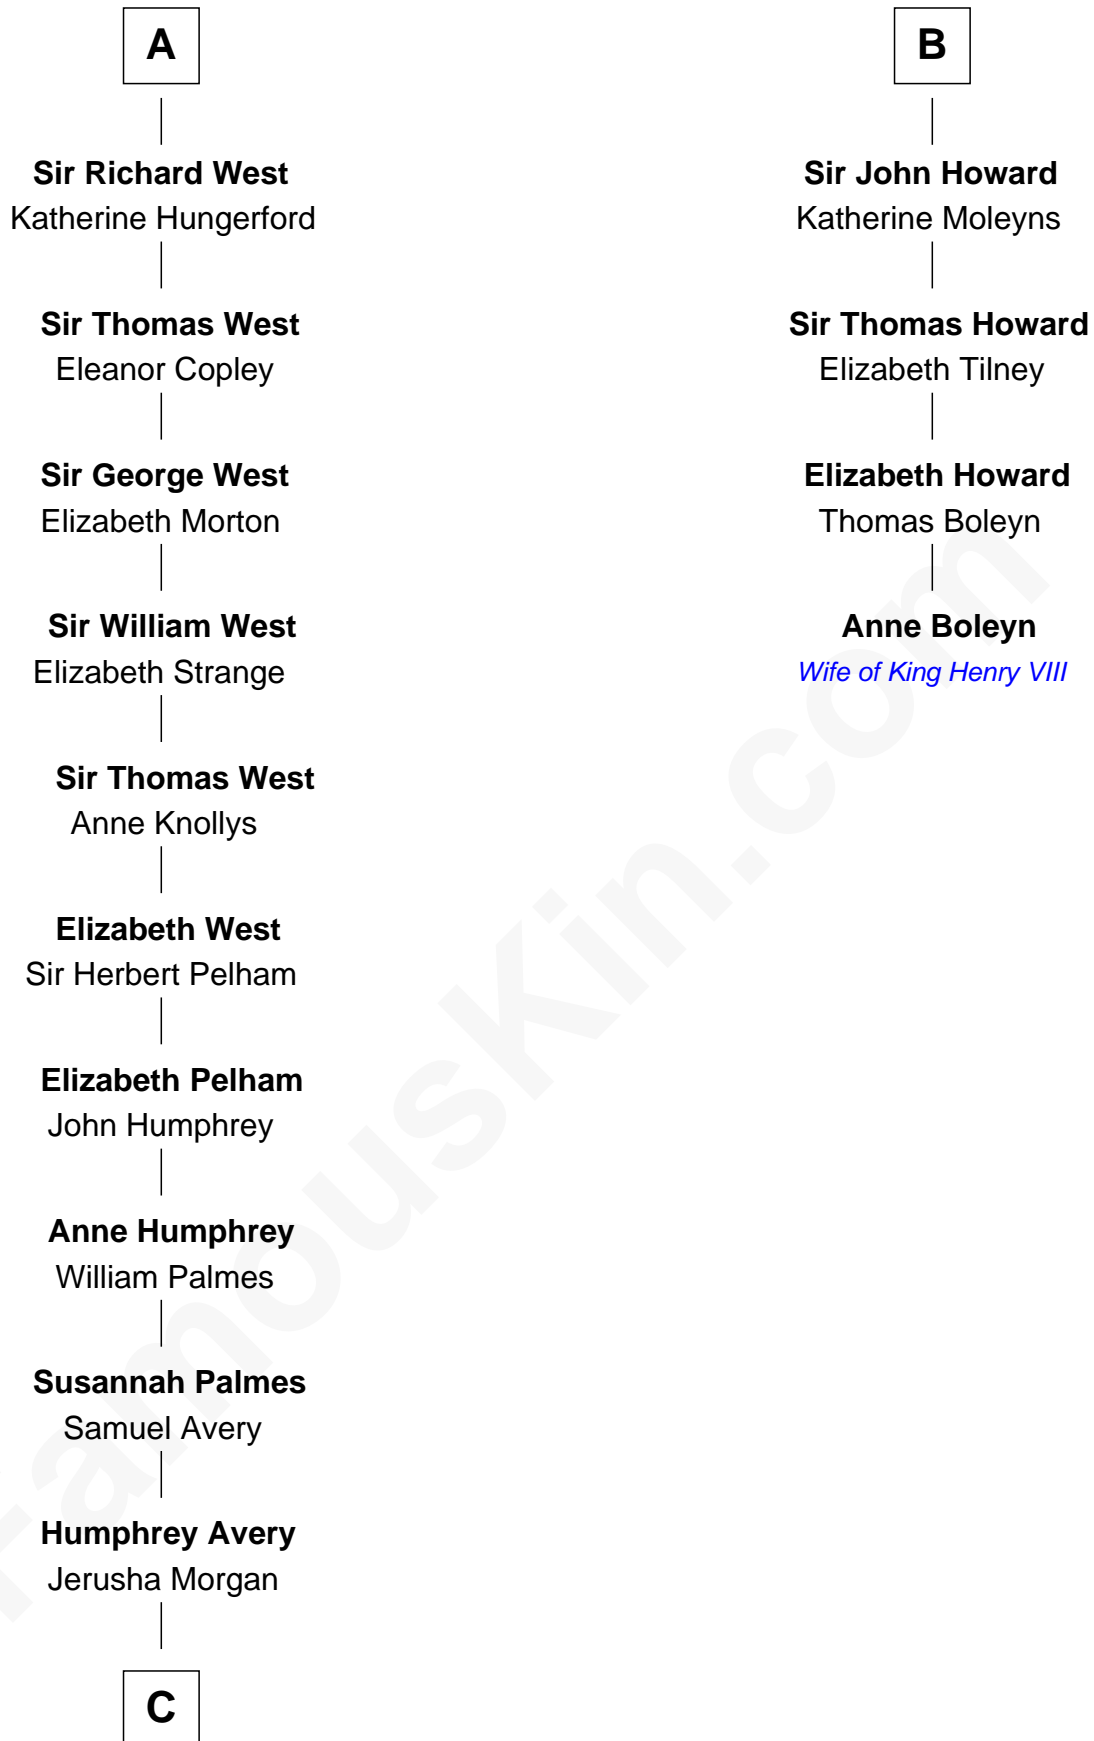 A
Sir Richard West
Katherine Hungerford
Sir Thomas West
Eleanor Copley
Sir George West
Elizabeth Morton
Sir William West
Elizabeth Strange
Sir Thomas West
Anne Knollys
Elizabeth West
Sir Herbert Pelham
Elizabeth Pelham
John Humphrey
Anne Humphrey
William Palmes
Susannah Palmes
Samuel Avery
Humphrey Avery
Jerusha Morgan
C
B
Sir John Howard
Katherine Moleyns
Sir Thomas Howard
Elizabeth Tilney
Elizabeth Howard
Thomas Boleyn
Anne Boleyn
Wife of King Henry VIII
FamousKin.com